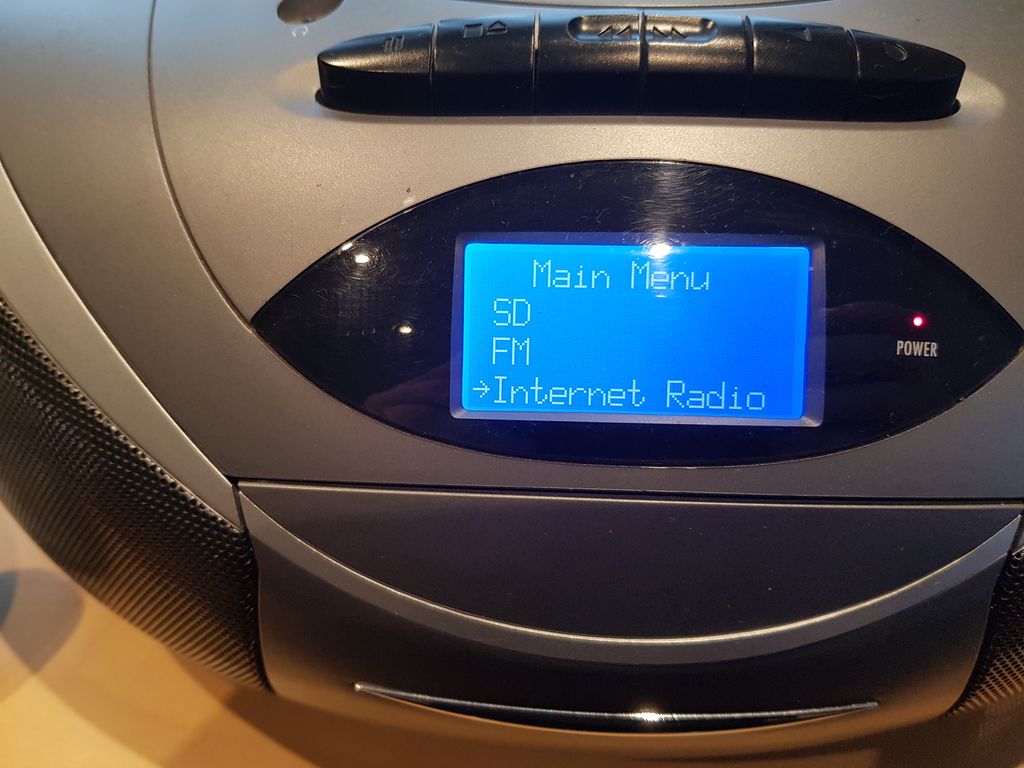 Main Menu
SD
FM
→Internet Radio
POWER